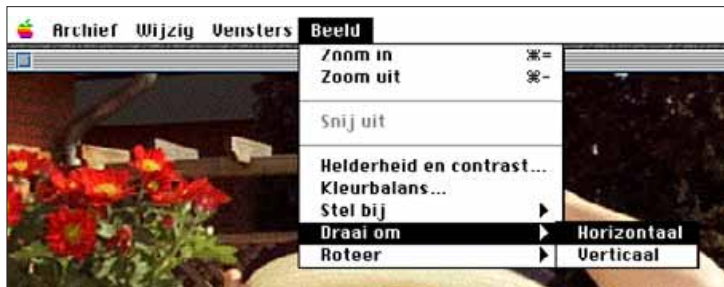 Archief Wijzig Vensters Beeld
Zoom in ⌘=
Zoom uit ⌘-
Snij uit
Helderheid en contrast...
Kleurbalans...
Stel bij
Draai om
Horizontaal
Roteer
Verticaal